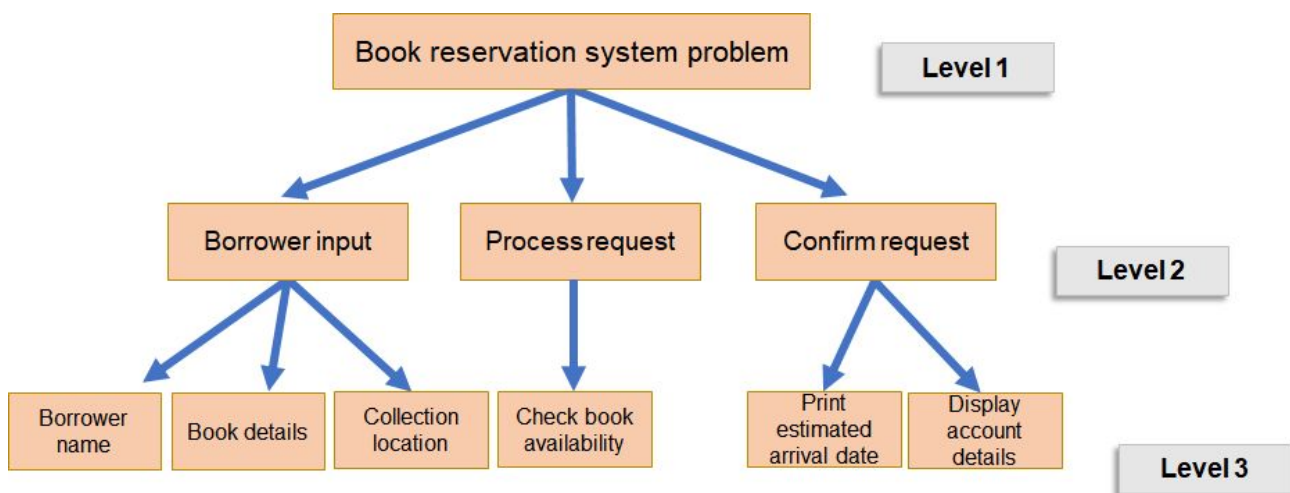 Book reservation system problem
Level 1
Borrower input
Process request
Confirm request
Level 2
Borrower
name
Book details
Collection
location
Check book
availability
Print
estimated
arrival date
Display
account
details
Level 3